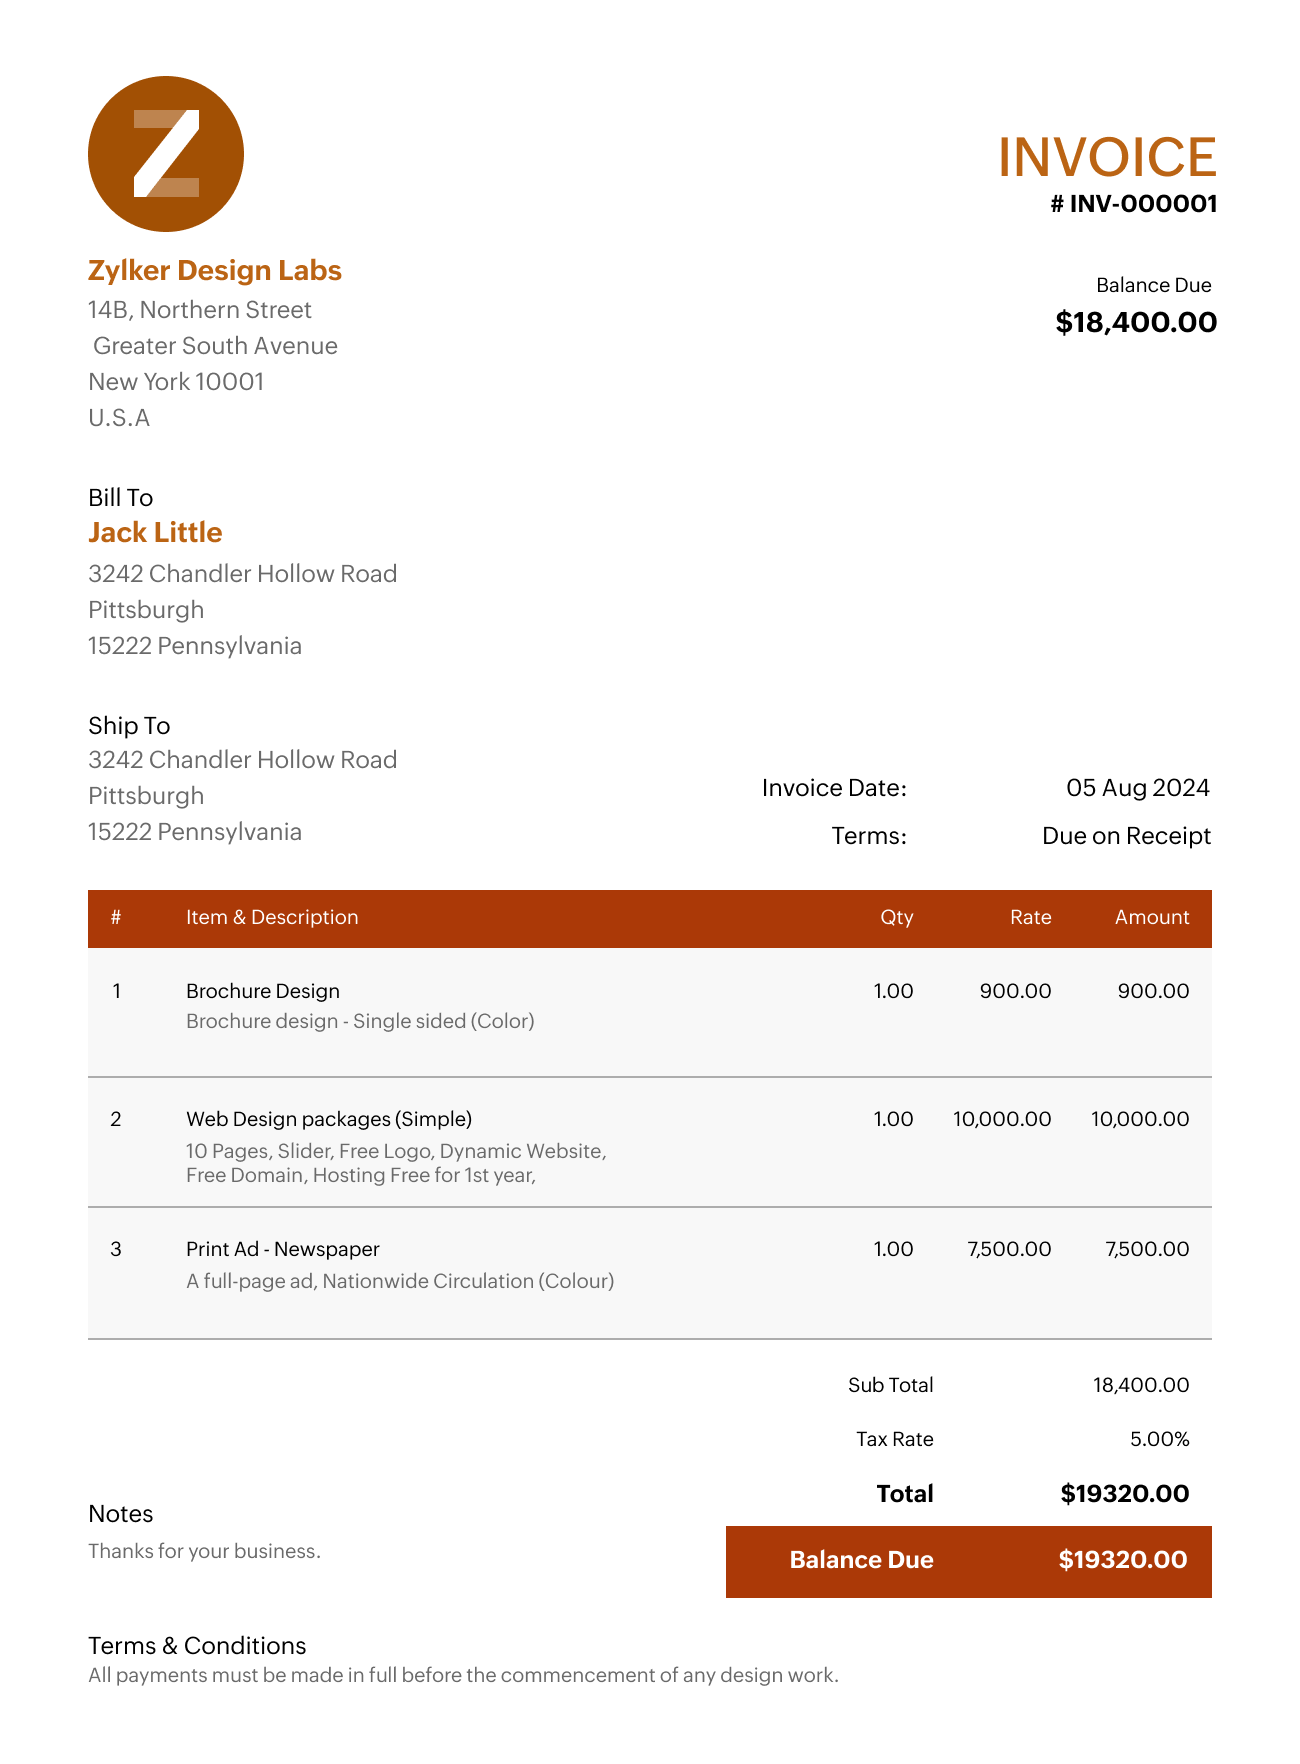 Z
INVOICE
# INV-000001
Zylker Design Labs
14B, Northern Street
Greater South Avenue
New York 10001
U.S.A
Balance Due
$18,400.00
Bill To
Jack Little
3242 Chandler Hollow Road
Pittsburgh
15222 Pennsylvania
Ship To
3242 Chandler Hollow Road
Pittsburgh
15222 Pennsylvania
Invoice Date: 05 Aug 2024
Terms: Due on Receipt
# Item & Description Qty Rate Amount
1 Brochure Design 1.00 900.00 900.00
Brochure design - Single sided (Color)
2 Web Design packages (Simple) 1.00 10,000.00 10,000.00
10 Pages, Slider, Free Logo, Dynamic Website,
Free Domain, Hosting Free for 1st year,
3 Print Ad - Newspaper 1.00 7,500.00 7,500.00
A full-page ad, Nationwide Circulation (Colour)
Sub Total 18,400.00
Tax Rate 5.00%
Total $19320.00
Balance Due $19320.00
Notes
Thanks for your business.
Terms & Conditions
All payments must be made in full before the commencement of any design work.